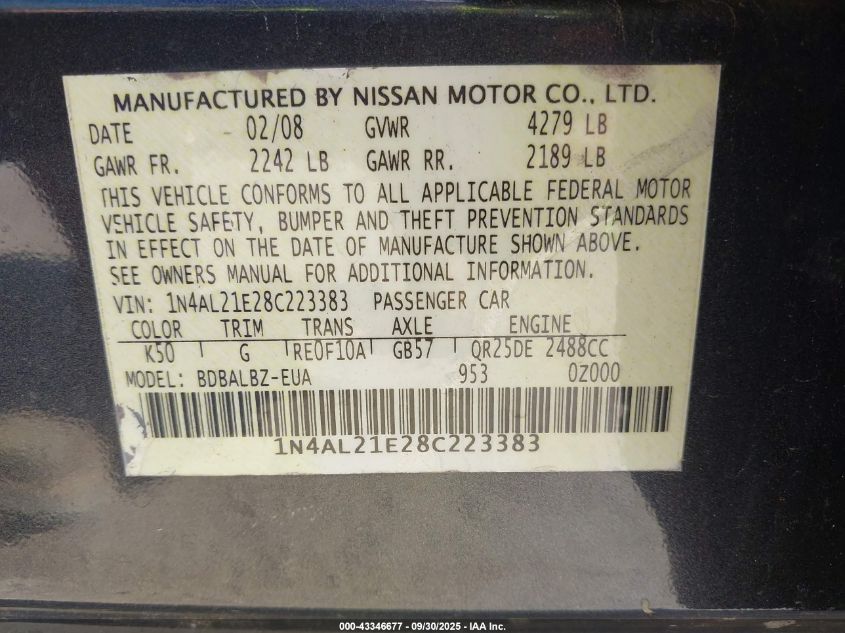 MANUFACTURED BY NISSAN MOTOR CO., LTD.
DATE 02/08 GVWR 4279 LB
GAWR FR. 2242 LB GAWR RR. 2189 LB
THIS VEHICLE CONFORMS TO ALL APPLICABLE FEDERAL MOTOR
VEHICLE SAFETY, BUMPER AND THEFT PREVENTION STANDARDS
IN EFFECT ON THE DATE OF MANUFACTURE SHOWN ABOVE.
SEE OWNERS MANUAL FOR ADDITIONAL INFORMATION.
VIN: 1N4AL21E28C223383 PASSENGER CAR
COLOR TRIM TRANS AXLE ENGINE
K50 G RE0F10A GB57 QR25DE 2488CC
MODEL: BDBALBZ-EUA 953 0Z000
1N4AL21E28C223383
000-43346677 - 09/30/2025 - IAA Inc.